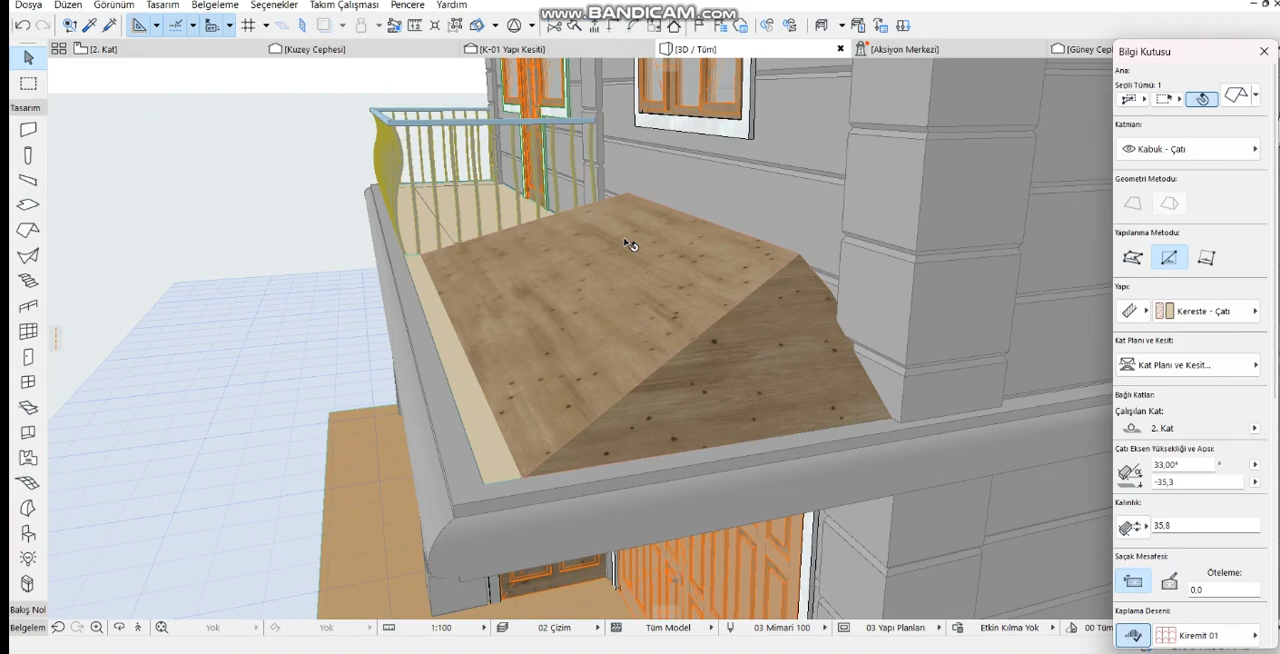 www.BANDICAM.com
Dosya Düzen Görünüm Tasarım Belgeleme Seçenekler Takım Çalışması Pencere Yardım
[2. Kat] [Kuzey Cephesi] [K-01 Yapı Kesiti] [3D / Tüm] [Aksiyon Merkezi] [Güney Cep
Bilgi Kutusu
Ana:
Seçili Tümü: 1
Tasarım
Katman:
Kabuk - Çatı
Geometri Metodu:
Yapılanma Metodu:
Yapı:
Kereste - Çatı
Kat Planı ve Kesit:
Kat Planı ve Kesit...
Bağlı Katlar:
Çalışılan Kat:
2. Kat
Çatı Eksen Yüksekliği ve Açısı:
33,00° °
-35,3
Kalınlık:
35,8
Saçak Mesafesi:
Öteleme:
0,0
Kaplama Deseni:
Kiremit 01
Bakış Nol
Belgelem Yok Yok 1:100 02 Çizim Tüm Model 03 Mimari 100 03 Yapı Planları Etkin Kılma Yok 00 Tüm